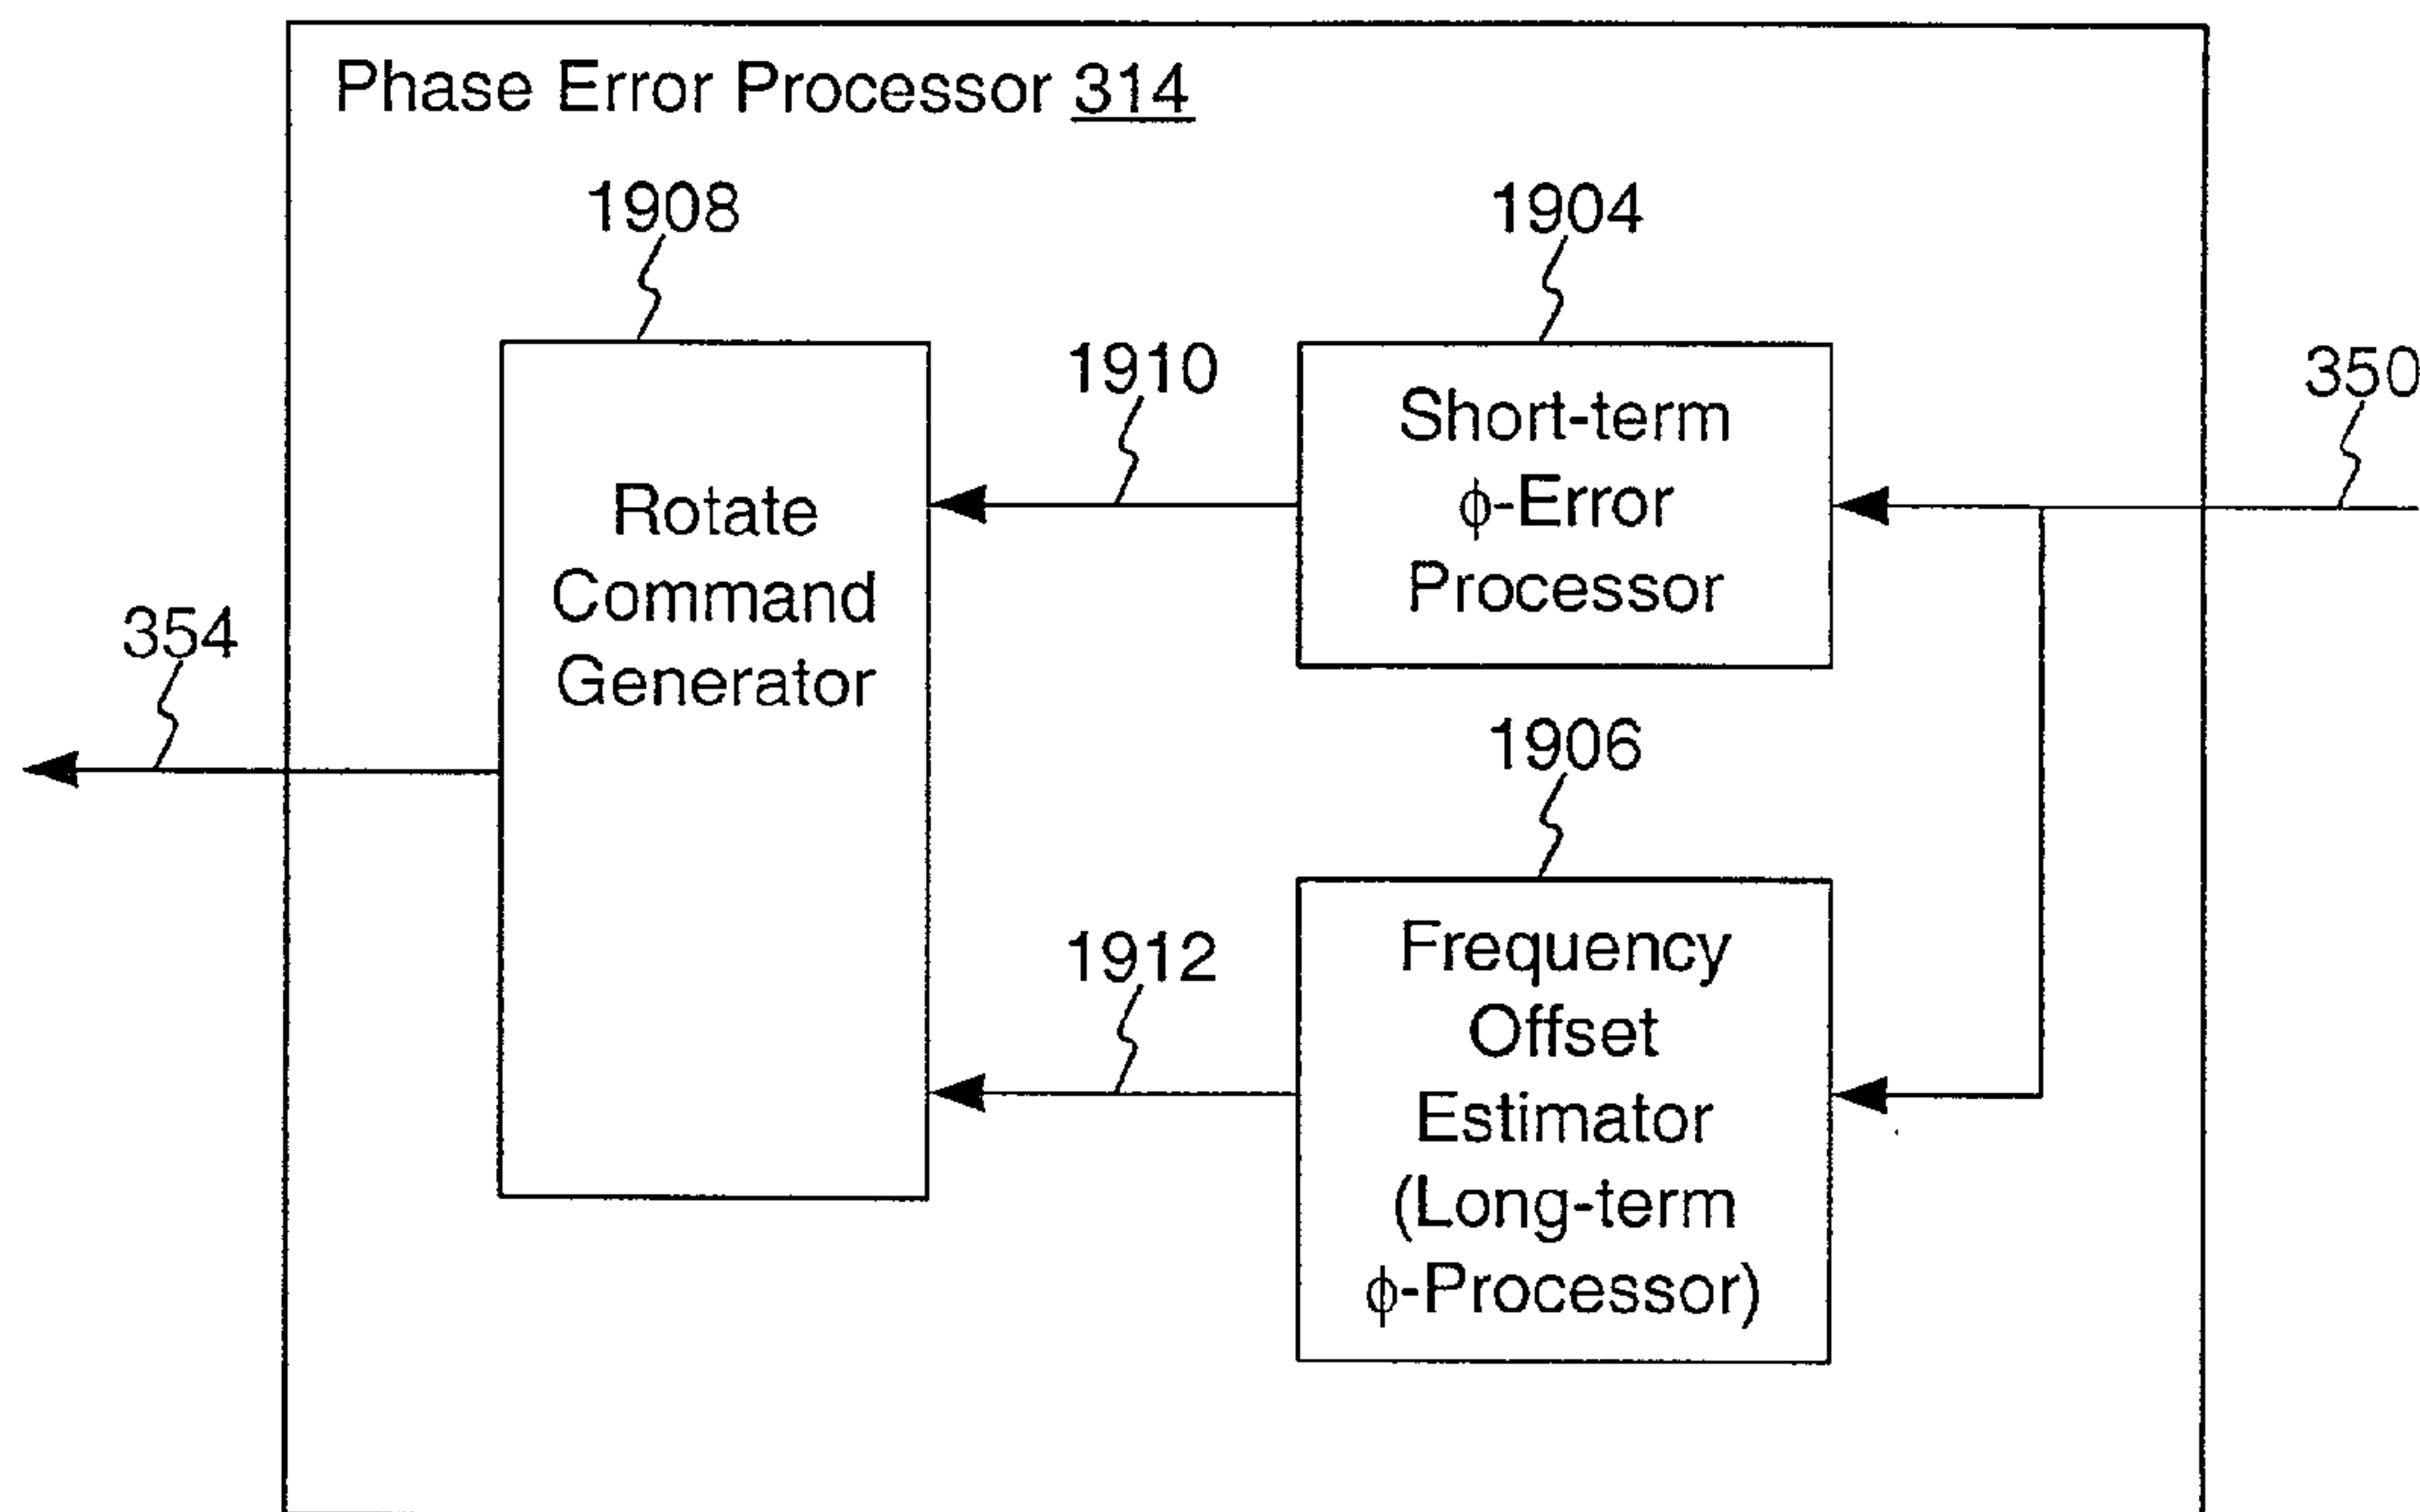 Phase Error Processor 314
1908
1904
1910
350
Short-term
ϕ-Error
Processor
Rotate
Command
Generator
354
1906
1912
Frequency
Offset
Estimator
(Long-term
ϕ-Processor)